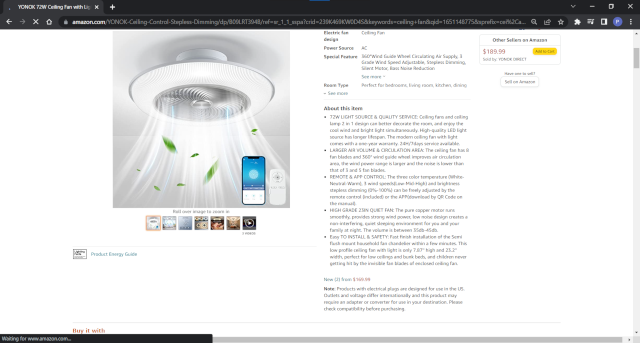 YONOK 72W Ceiling Fan with Lig
amazon.com/YONOK-Ceiling-Control-Stepless-Dimming/dp/B09LRT394B/ref=sr_1_1_sspa?crid=239K469KW0D4S&keywords=ceiling+fan&qid=1651148775&sprefix=ceil%2Ca...
Electric fan design
Ceiling Fan
Power Source
AC
Special Feature
360°Wind Guide Wheel Circulating Air Supply, 5
Grade Wind Speed Adjustable, Stepless Dimming,
Silent Motor, Bass Noise Reduction
See more
Room Type
Perfect for bedrooms, living room, kitchen, dining
See more
About this item
• 72W LIGHT SOURCE & QUALITY SERVICE: Ceiling fans and ceiling
lamp 2 in 1 design can better decorate the room, and enjoy the
cool wind and bright light simultaneously. High-quality LED light
source has longer lifespan. The modern ceiling fan with light
comes with a one-year warranty, 24H/7days service available.
• LARGER AIR VOLUME & CIRCULATION AREA: The ceiling fan has 8
fan blades and 360° wind guide wheel improves air circulation
area, the wind power range is larger and the noise is lower than
that of 5 and 5 fan blades.
• REMOTE & APP CONTROL: The three color temperature (White-
Neutral-Warm), 3 wind speeds(Low-Mid-High) and brightness
stepless dimming (0%-100%) can be freely adjusted by the
remote control (included) or the APP(download by QR Code on
the manual).
• HIGH GRADE 25W QUIET FAN: The pure copper motor runs
smoothly, provides strong wind power, low noise design creates a
non-interfering, quiet sleeping environment for you and your
family at night. The volume is between 35db-45db.
• Easy TO INSTALL & SAFETY: Fast finish installation of the Semi
flush mount household fan chandelier within a few minutes. This
low profile ceiling fan with light is only 7.87" high and 23.2"
width, perfect for low ceilings and bunk beds, and children never
getting hit by the invisible fan blades of enclosed ceiling fan.
New (2) from $169.99
Note: Products with electrical plugs are designed for use in the US.
Outlets and voltage differ internationally and this product may
require an adapter or converter for use in your destination. Please
check compatibility before purchasing.
Roll over image to zoom in
Product Energy Guide
Other Sellers on Amazon
$189.99
Add to Cart
Sold by: YONOK DIRECT
Have one to sell?
Sell on Amazon
Buy it with
Waiting for www.amazon.com...